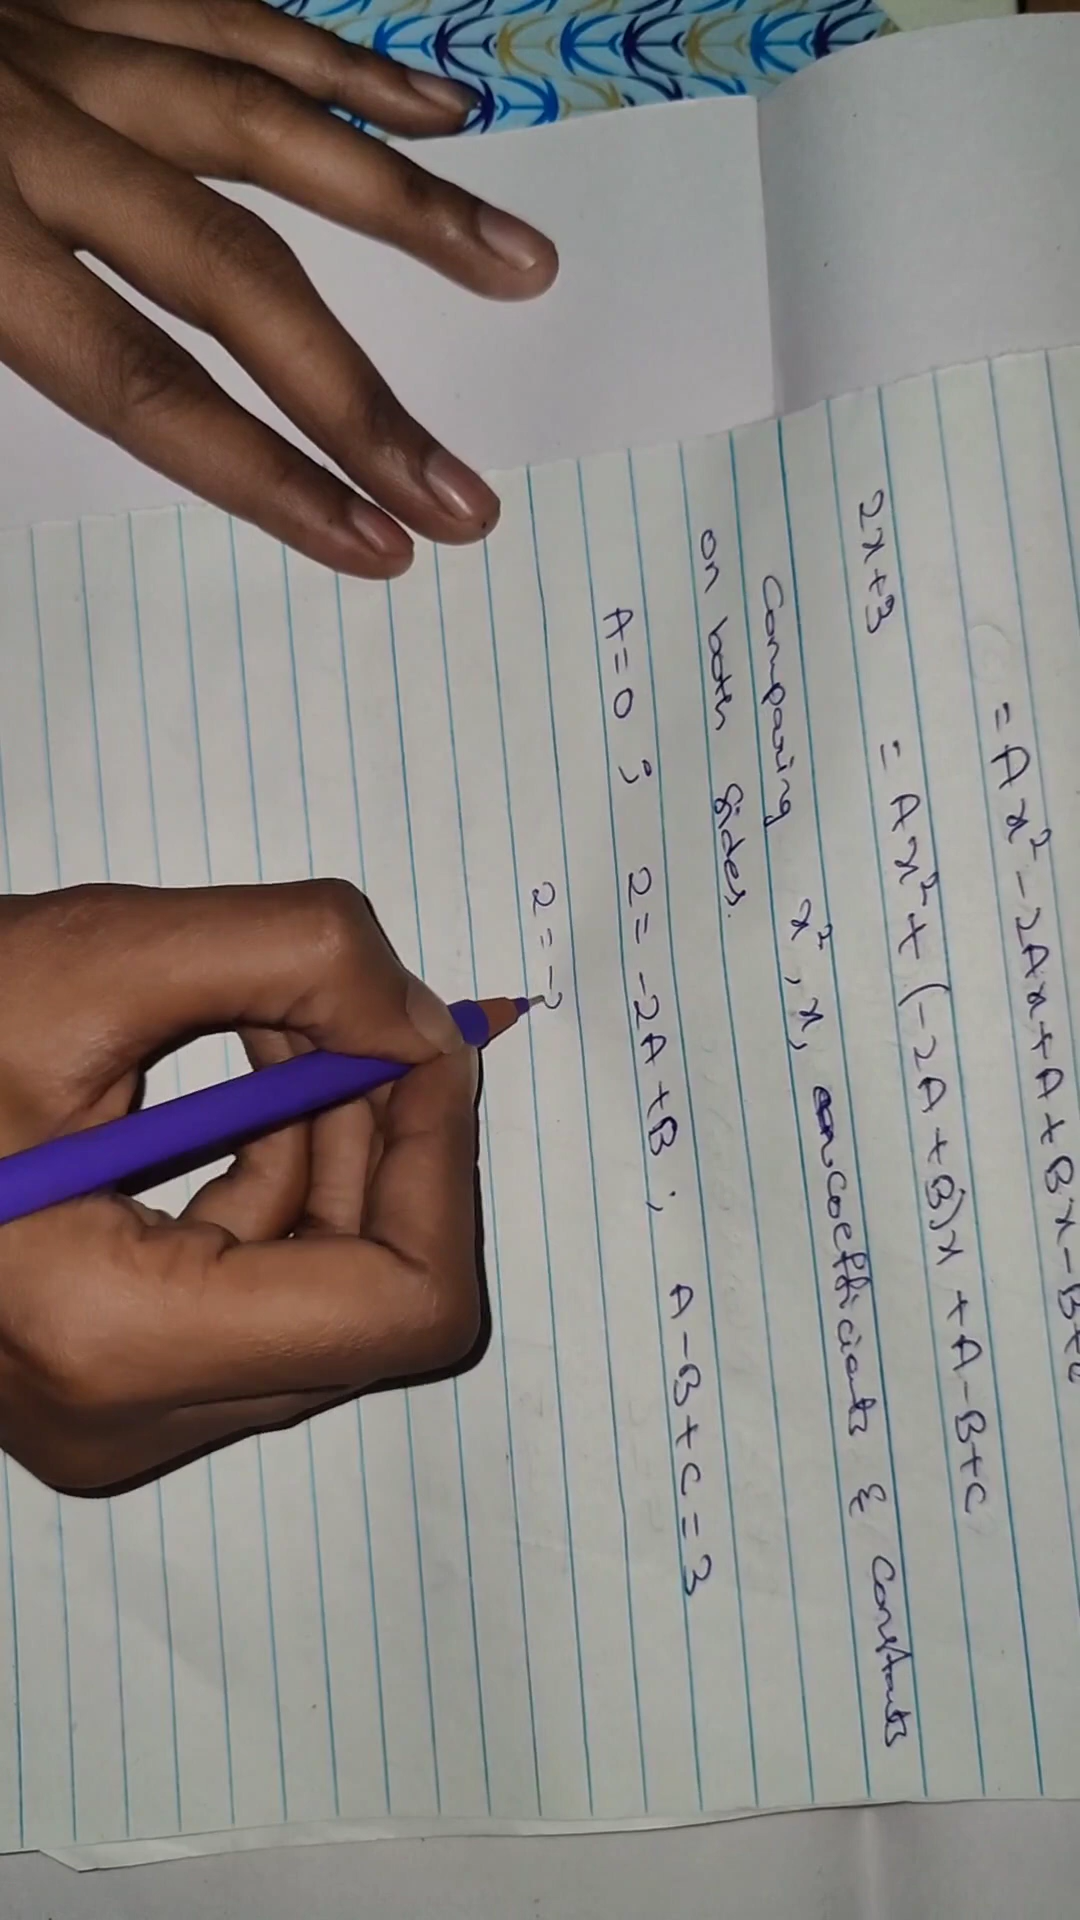 = Ax² - 2Ax + A + Bx - B + C
2x+3 = Ax² + (-2A + B)x + A - B + C
Comparing x², x, coefficients & constants
on both sides.
A = 0 ; 2 = -2A + B ; A - B + C = 3
2 = -2